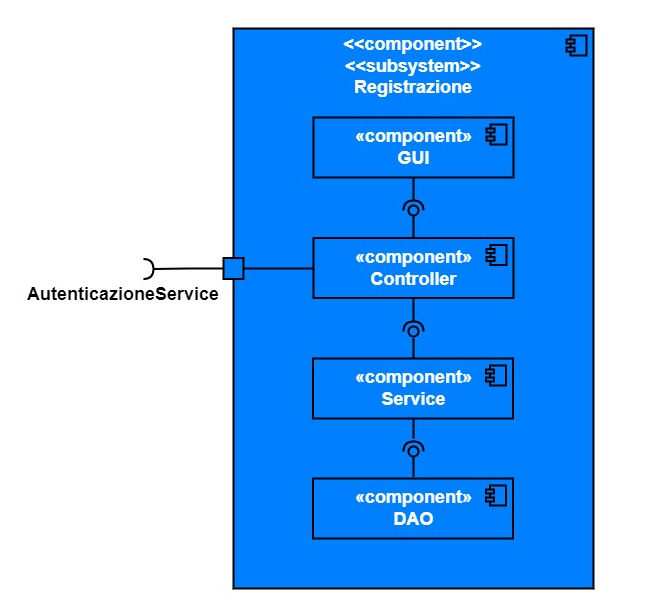 <<component>>
<<subsystem>>
Registrazione
«component»
GUI
«component»
Controller
AutenticazioneService
«component»
Service
«component»
DAO